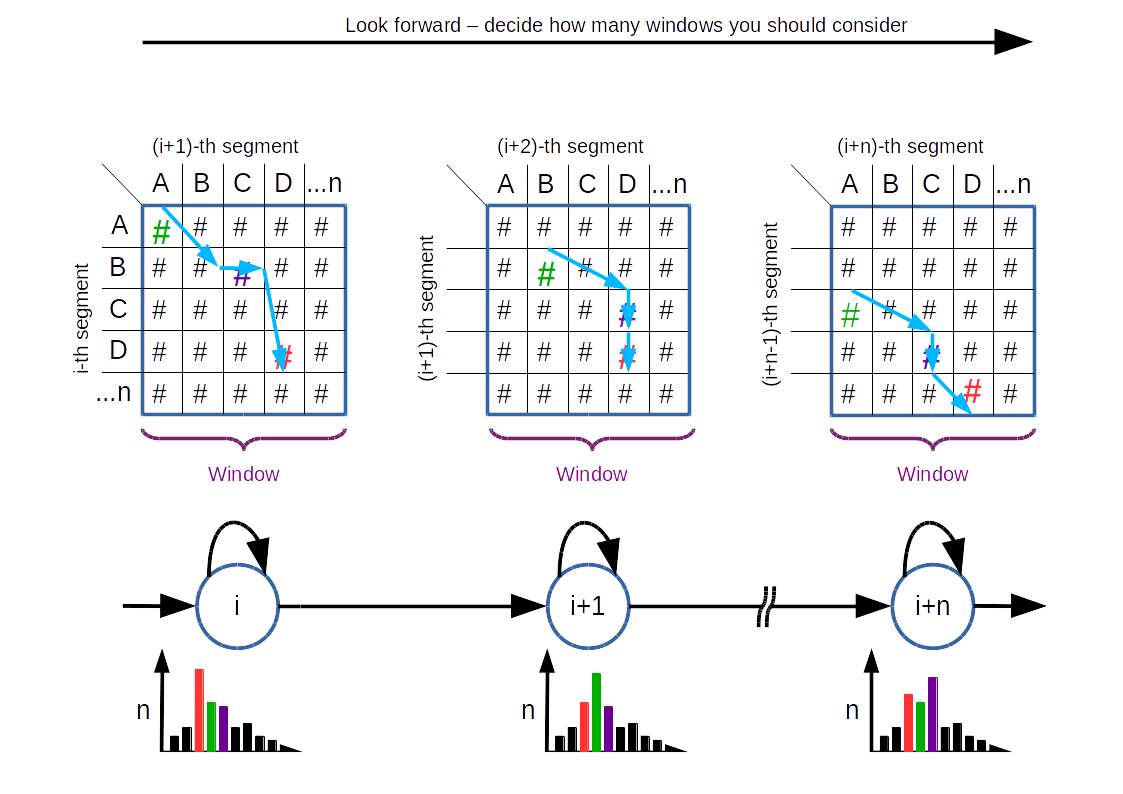 Look forward – decide how many windows you should consider
(i+1)-th segment
A B C D ...n
i-th segment
A # # # # #
B # # # # #
C # # # # #
D # # # # #
...n # # # # #
Window
(i+2)-th segment
A B C D ...n
(i+1)-th segment
# # # # #
# # # # #
# # # # #
# # # # #
# # # # #
Window
(i+n)-th segment
A B C D ...n
(i+n-1)-th segment
# # # # #
# # # # #
# # # # #
# # # # #
# # # # #
Window
i i+1 i+n
n n n